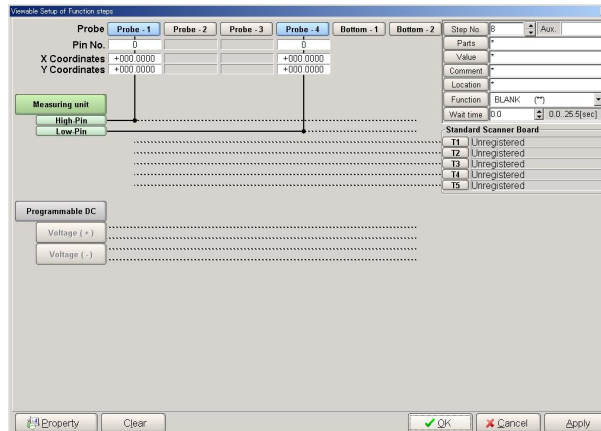 Viewable Setup of Function steps
Probe Probe - 1 Probe - 2 Probe - 3 Probe - 4 Bottom - 1 Bottom - 2
Pin No. 0 0
X Coordinates +000.0000 +000.0000
Y Coordinates +000.0000 +000.0000
Measuring unit
High-Pin
Low-Pin
Programmable DC
Voltage ( + )
Voltage ( - )
Step No. 8 Aux.
Parts *
Value *
Comment *
Location *
Function BLANK (**)
Wait time 0.0 0.0..25.5[sec]
Standard Scanner Board
T1 Unregistered
T2 Unregistered
T3 Unregistered
T4 Unregistered
T5 Unregistered
Property Clear OK Cancel Apply